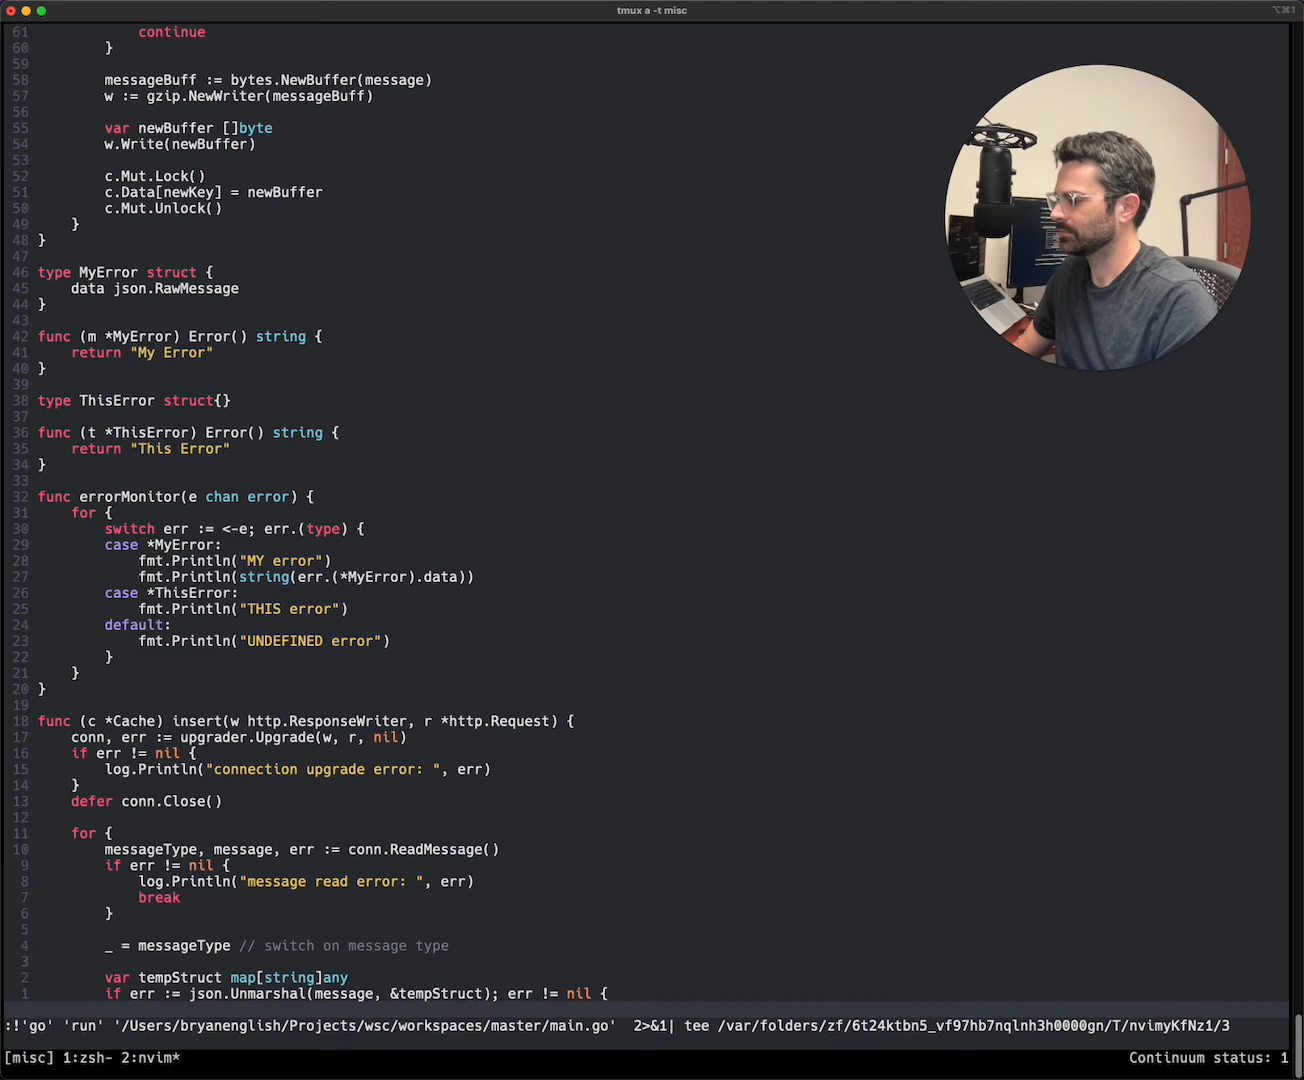 tmux a -t misc
⌥⌘1
61 continue
60 }
59
58 messageBuff := bytes.NewBuffer(message)
57 w := gzip.NewWriter(messageBuff)
56
55 var newBuffer []byte
54 w.Write(newBuffer)
53
52 c.Mut.Lock()
51 c.Data[newKey] = newBuffer
50 c.Mut.Unlock()
49 }
48 }
47
46 type MyError struct {
45 data json.RawMessage
44 }
43
42 func (m *MyError) Error() string {
41 return "My Error"
40 }
39
38 type ThisError struct{}
37
36 func (t *ThisError) Error() string {
35 return "This Error"
34 }
33
32 func errorMonitor(e chan error) {
31 for {
30 switch err := <-e; err.(type) {
29 case *MyError:
28 fmt.Println("MY error")
27 fmt.Println(string(err.(*MyError).data))
26 case *ThisError:
25 fmt.Println("THIS error")
24 default:
23 fmt.Println("UNDEFINED error")
22 }
21 }
20 }
19
18 func (c *Cache) insert(w http.ResponseWriter, r *http.Request) {
17 conn, err := upgrader.Upgrade(w, r, nil)
16 if err != nil {
15 log.Println("connection upgrade error: ", err)
14 }
13 defer conn.Close()
12
11 for {
10 messageType, message, err := conn.ReadMessage()
9 if err != nil {
8 log.Println("message read error: ", err)
7 break
6 }
5
4 _ = messageType // switch on message type
3
2 var tempStruct map[string]any
1 if err := json.Unmarshal(message, &tempStruct); err != nil {
:!'go' 'run' '/Users/bryanenglish/Projects/wsc/workspaces/master/main.go'  2>&1| tee /var/folders/zf/6t24ktbn5_vf97hb7nqlnh3h0000gn/T/nvimyKfNz1/3
[misc] 1:zsh- 2:nvim*
Continuum status: 1